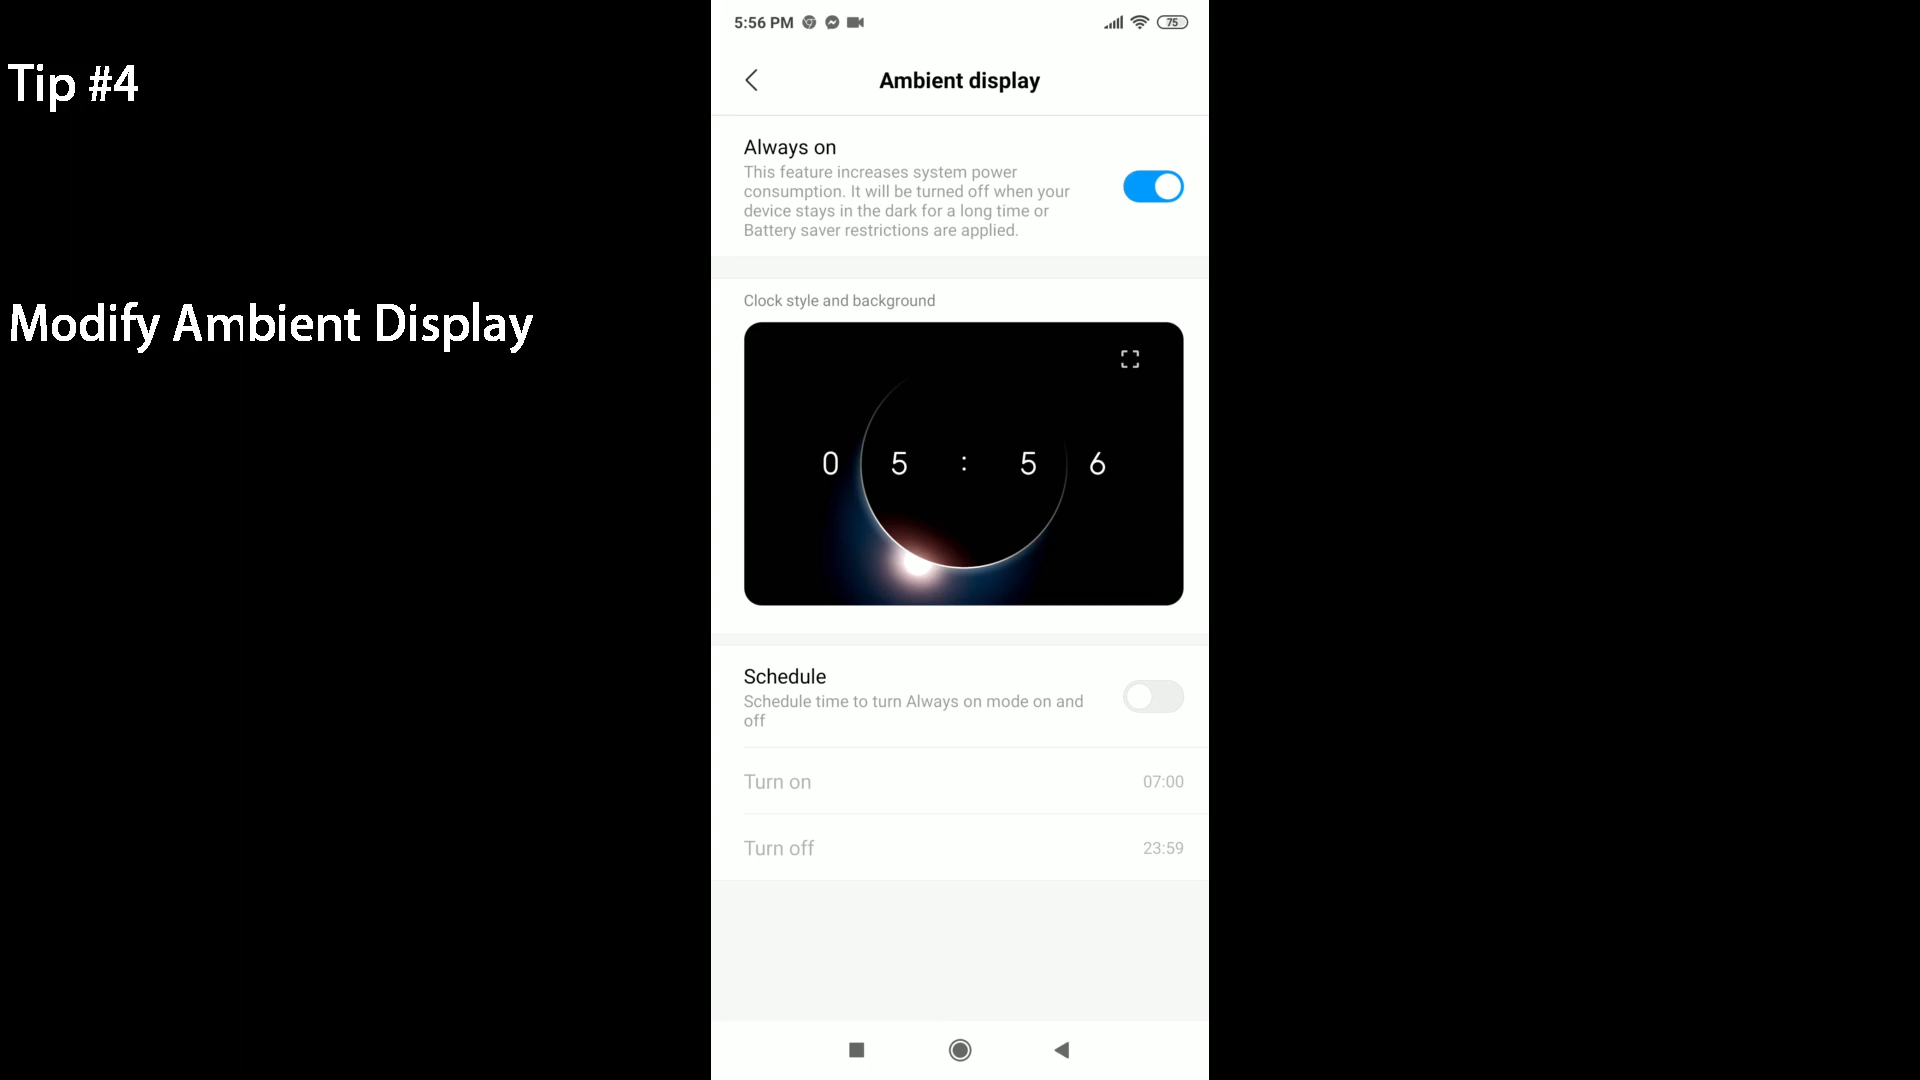 Tip #4
Modify Ambient Display
5:56 PM
75
Ambient display
Always on
This feature increases system power
consumption. It will be turned off when your
device stays in the dark for a long time or
Battery saver restrictions are applied.
Clock style and background
0 5 : 5 6
Schedule
Schedule time to turn Always on mode on and
off
Turn on 07:00
Turn off 23:59